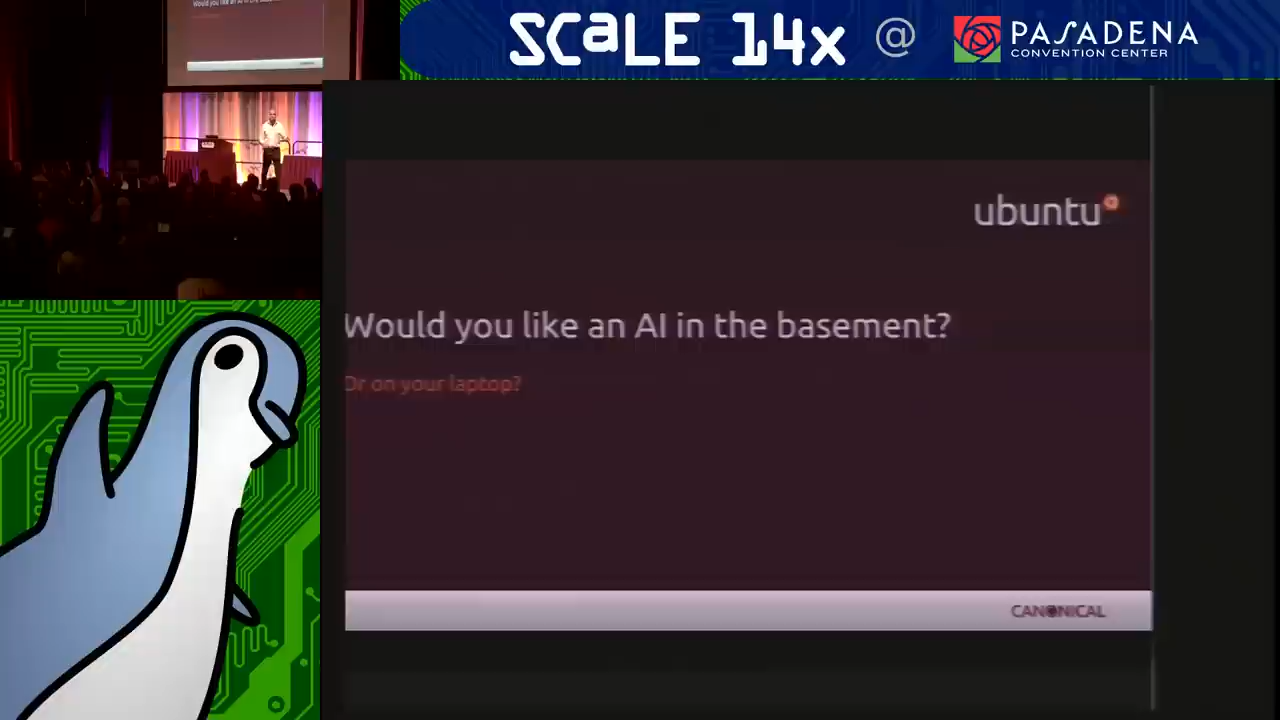 SCALE 14x @ PASADENA
CONVENTION CENTER
ubuntu
Would you like an AI in the basement?
Or on your laptop?
CANONICAL